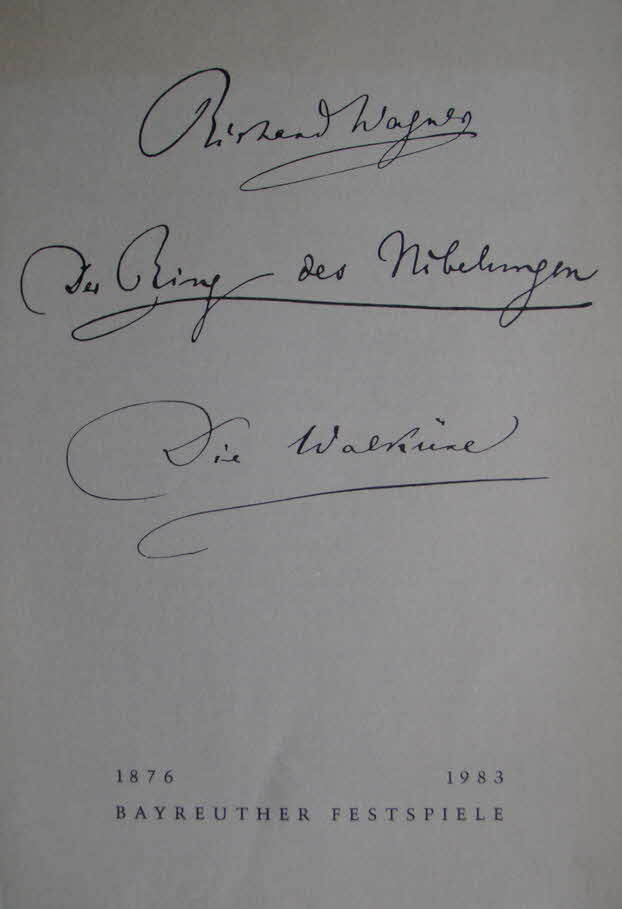 Richard Wagner
Der Ring des Nibelungen
Die Walküre
1876 1983
BAYREUTHER FESTSPIELE